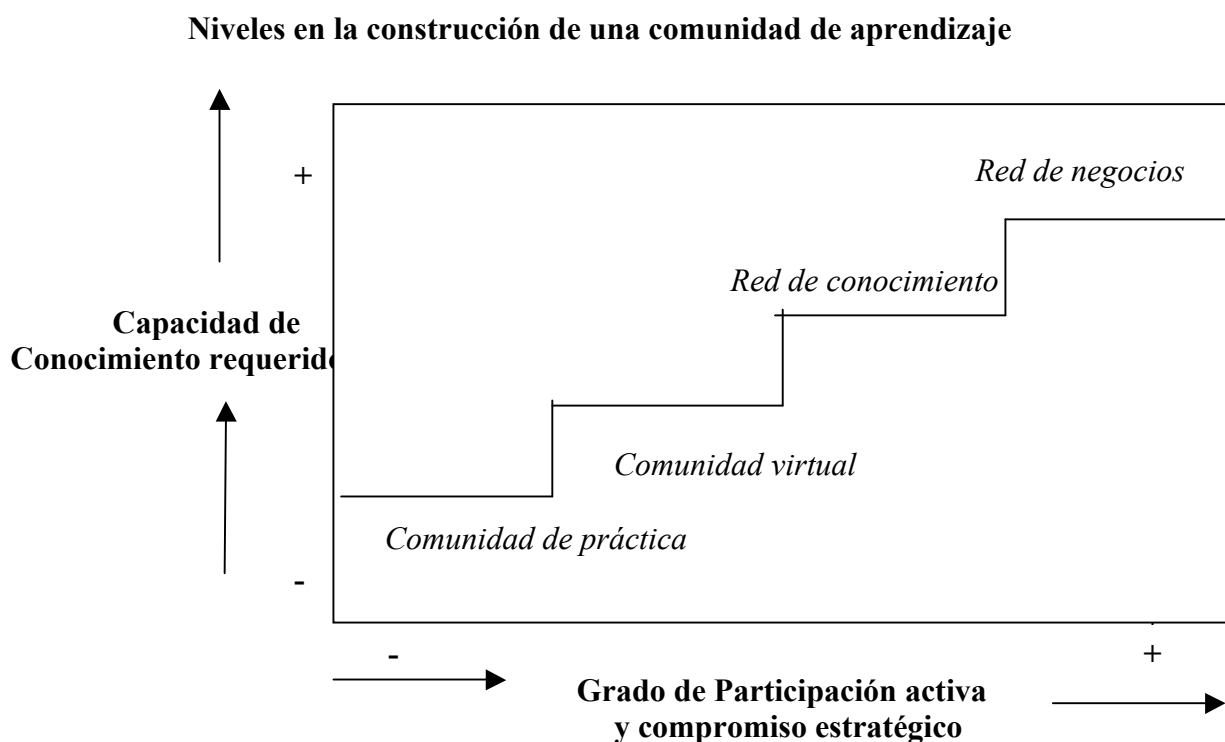 Niveles en la construcción de una comunidad de aprendizaje
+
Red de negocios
Red de conocimiento
Capacidad de
Conocimiento requerido
Comunidad virtual
Comunidad de práctica
-
-
+
Grado de Participación activa
y compromiso estratégico